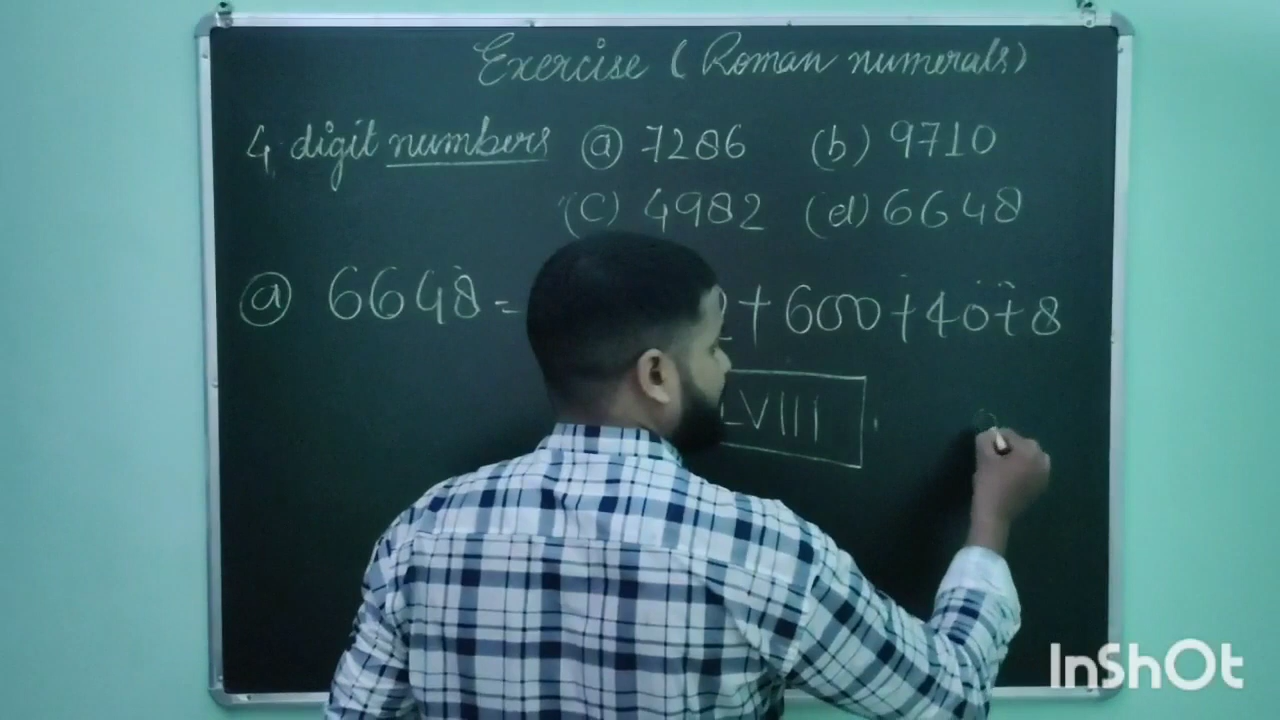 Exercise (Roman numerals)
4 digit numbers (a) 7286 (b) 9710
(c) 4982 (d) 6648
(a) 6648 = + 600 + 40 + 8
LVIII
InShOt